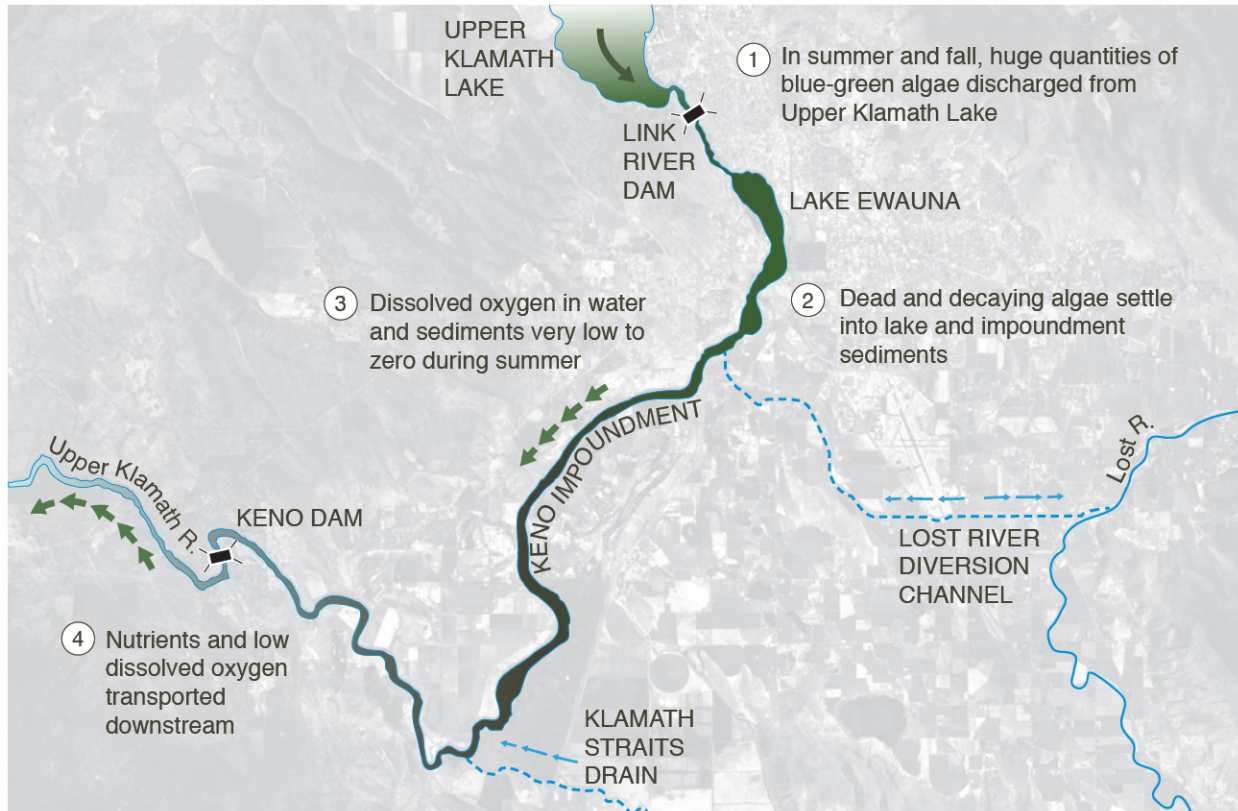 UPPER
KLAMATH
LAKE
1
In summer and fall, huge quantities of
blue-green algae discharged from
Upper Klamath Lake
LINK
RIVER
DAM
LAKE EWAUNA
3
Dissolved oxygen in water
and sediments very low to
zero during summer
2
Dead and decaying algae settle
into lake and impoundment
sediments
KENO IMPOUNDMENT
Lost R.
Upper Klamath R.
KENO DAM
LOST RIVER
DIVERSION
CHANNEL
4
Nutrients and low
dissolved oxygen
transported
downstream
KLAMATH
STRAITS
DRAIN